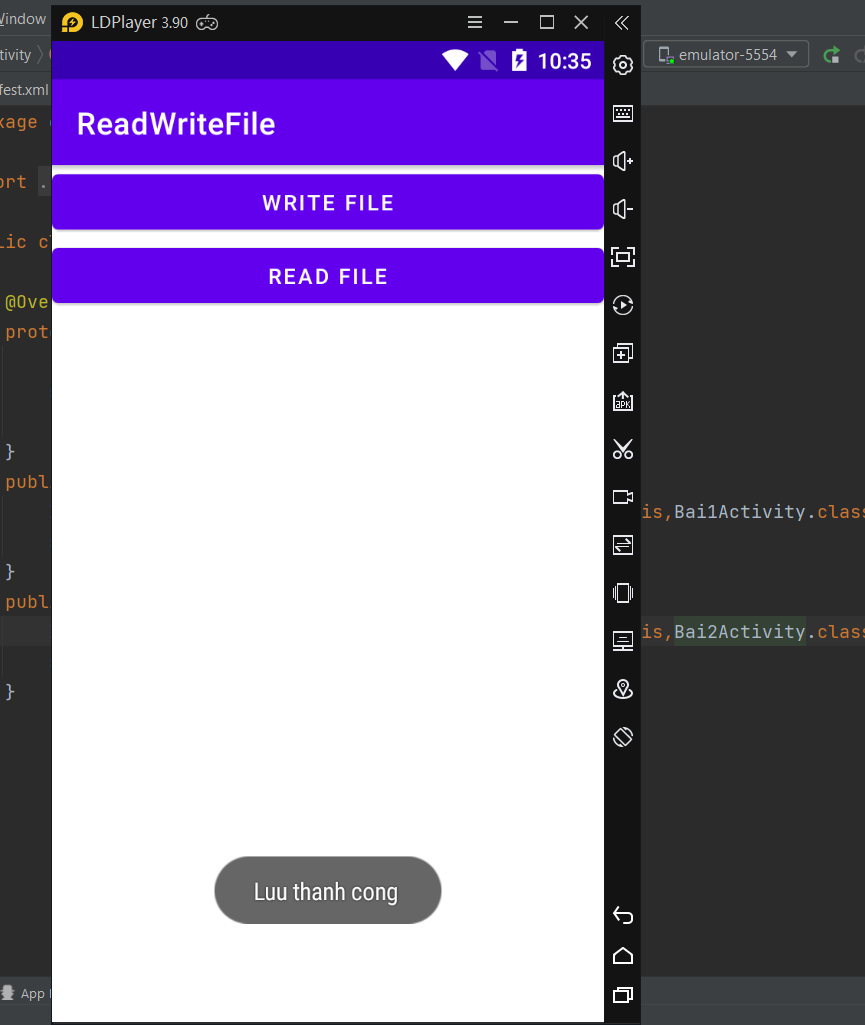 Window
LDPlayer 3.90
tivity
emulator-5554
10:35
fest.xml
ReadWriteFile
WRITE FILE
READ FILE
kage
ort .
lic c
@Ove
prot
}
publ
is,Bai1Activity.class
}
publ
is,Bai2Activity.class
}
Luu thanh cong
App I
APK